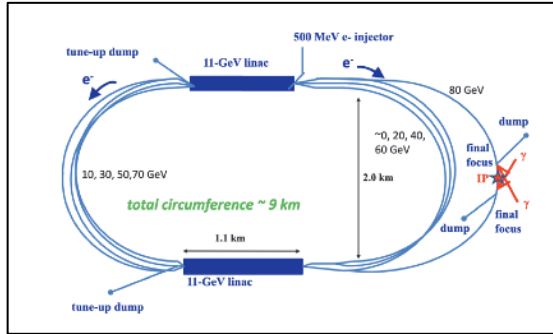 tune-up dump
11-GeV linac
500 MeV e- injector
e-
e-
80 GeV
dump
~0, 20, 40,
60 GeV
final
focus
γ
10, 30, 50,70 GeV
2.0 km
IP
total circumference ~ 9 km
γ
final
focus
dump
1.1 km
11-GeV linac
tune-up dump